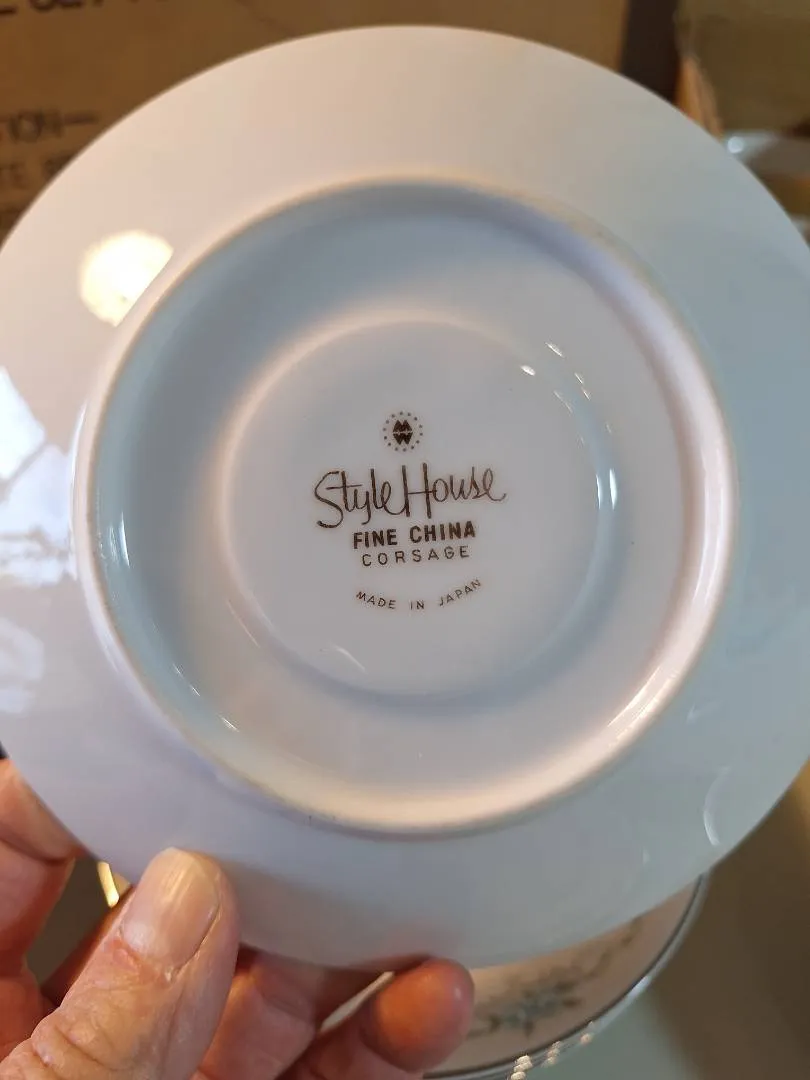 Style House
FINE CHINA
CORSAGE
MADE IN JAPAN